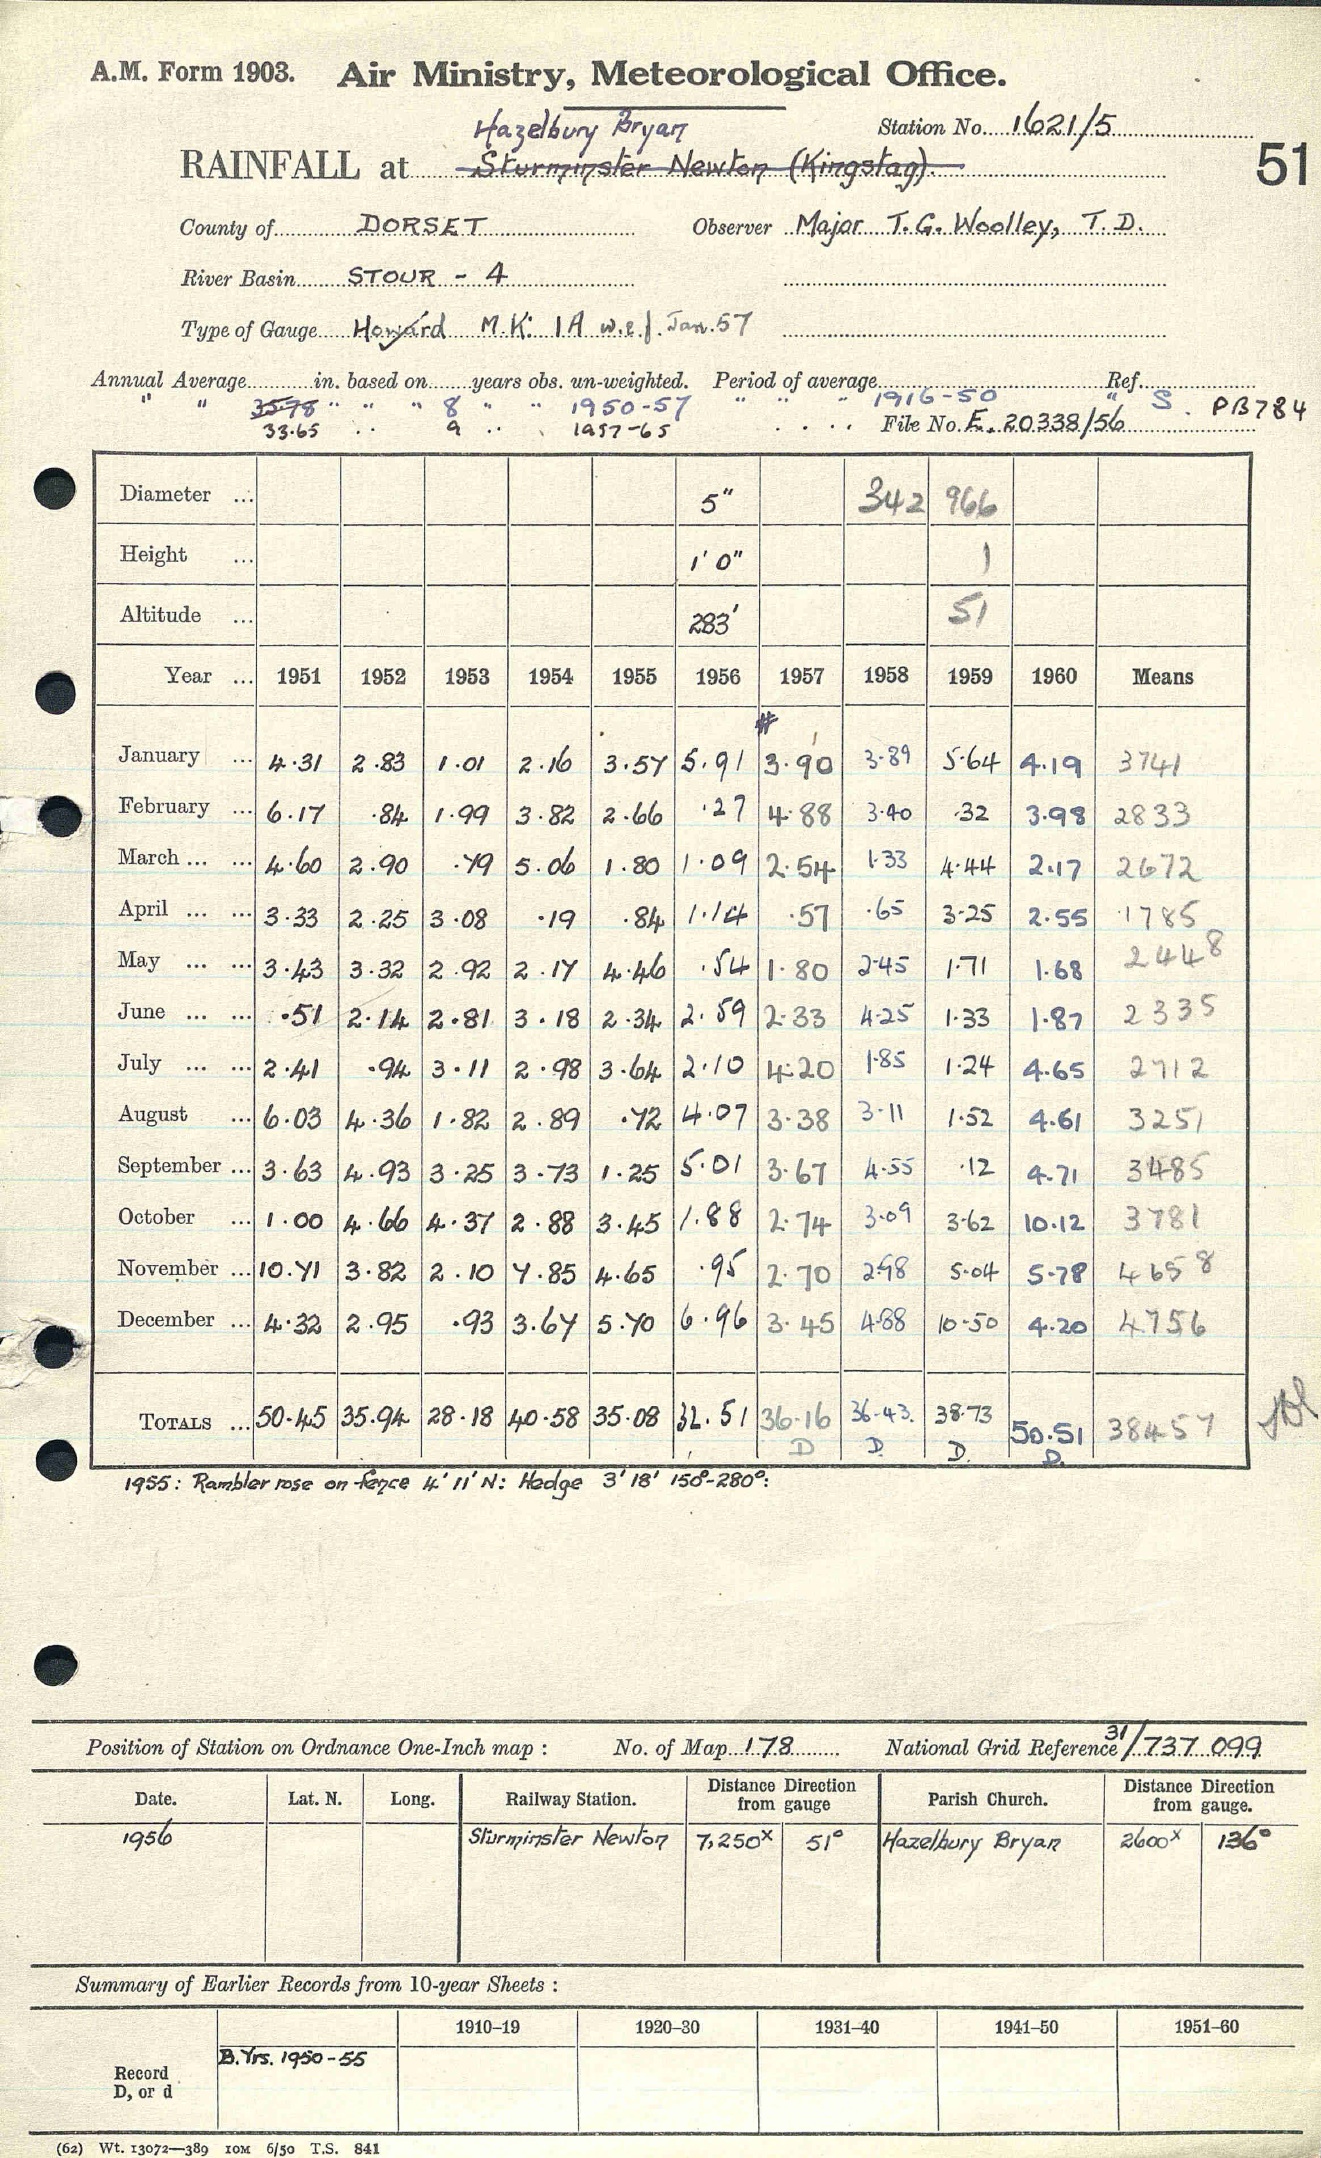 A.M. Form 1903. Air Ministry, Meteorological Office.
Hazelbury Bryan
Station No. 1621/5
RAINFALL at Sturminster Newton (Kingstag).
51
County of DORSET Observer Major T.G. Woolley, T.D.
River Basin STOUR - 4
Type of Gauge Howard M.K. 1A w.e.f. Jan. 57
Annual Average in. based on years obs. un-weighted. Period of average Ref.
" " 35.78 " " " 8 " " 1950-57 " " " 1916-50 " S. PB784
33.65 .. 9 .. 1957-65 . . . . File No. E. 20338/56
Diameter ... 5" 342 966
Height ... 1' 0" 1
Altitude ... 283' 51
Year ... 1951 1952 1953 1954 1955 1956 1957 1958 1959 1960 Means
January ... 4.31 2.83 1.01 2.16 3.57 5.91 3.90 3.89 5.64 4.19 3741
February ... 6.17 .84 1.99 3.82 2.66 .27 4.88 3.40 .32 3.98 2833
March ... ... 4.60 2.90 .79 5.06 1.80 1.09 2.54 1.33 4.44 2.17 2672
April ... ... 3.33 2.25 3.08 .19 .84 1.14 .57 .65 3.25 2.55 1785
May ... ... 3.43 3.32 2.92 2.17 4.46 .54 1.80 2.45 1.71 1.68 2448
June ... ... .51 2.14 2.81 3.18 2.34 2.59 2.33 4.25 1.33 1.87 2335
July ... ... 2.41 .94 3.11 2.98 3.64 2.10 4.20 1.85 1.24 4.65 2712
August ... 6.03 4.36 1.82 2.89 .72 4.07 3.38 3.11 1.52 4.61 3251
September ... 3.63 4.93 3.25 3.73 1.25 5.01 3.67 4.55 .12 4.71 3485
October ... 1.00 4.66 4.37 2.88 3.45 1.88 2.74 3.09 3.62 10.12 3781
November ... 10.71 3.82 2.10 7.85 4.65 .95 2.70 2.98 5.04 5.78 4658
December ... 4.32 2.95 .93 3.67 5.70 6.96 3.45 4.88 10.50 4.20 4756
TOTALS ... 50.45 35.94 28.18 40.58 35.08 32.51 36.16 36.43. 38.73 50.51 38457
D D. D. D.
1955: Rambler rose on fence 4' 11' N: Hedge 3' 18' 150°-280°:
Position of Station on Ordnance One-Inch map : No. of Map 178 National Grid Reference 31/737 099
Date. Lat. N. Long. Railway Station. Distance Direction from gauge Parish Church. Distance Direction from gauge.
1956 Sturminster Newton 7,250x 51° Hazelbury Bryan 2600x 136°
Summary of Earlier Records from 10-year Sheets :
1910–19 1920–30 1931–40 1941–50 1951–60
B.Yrs. 1950-55
Record
D, or d
(62) Wt. 13072—389 10M 6/50 T.S. 841